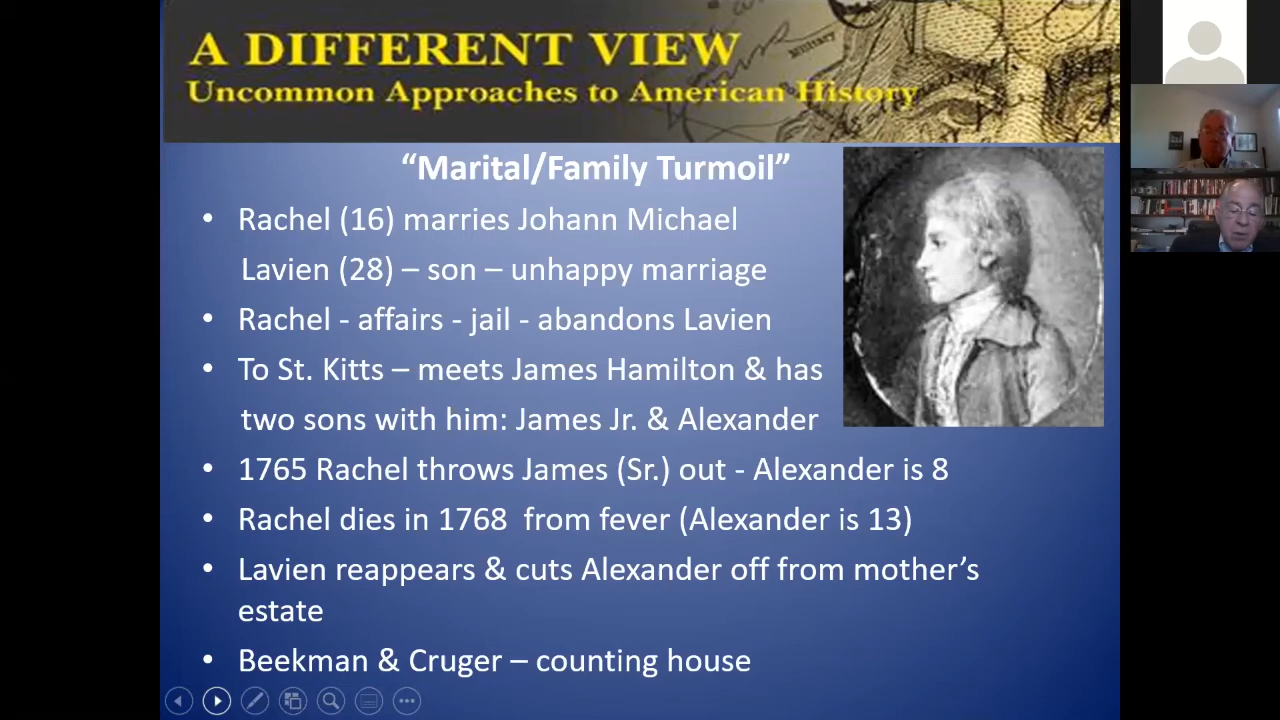 A DIFFERENT VIEW
Uncommon Approaches to American History
Military
“Marital/Family Turmoil”
• Rachel (16) marries Johann Michael
Lavien (28) – son – unhappy marriage
• Rachel - affairs - jail - abandons Lavien
• To St. Kitts – meets James Hamilton & has
two sons with him: James Jr. & Alexander
• 1765 Rachel throws James (Sr.) out - Alexander is 8
• Rachel dies in 1768 from fever (Alexander is 13)
• Lavien reappears & cuts Alexander off from mother’s
estate
• Beekman & Cruger – counting house